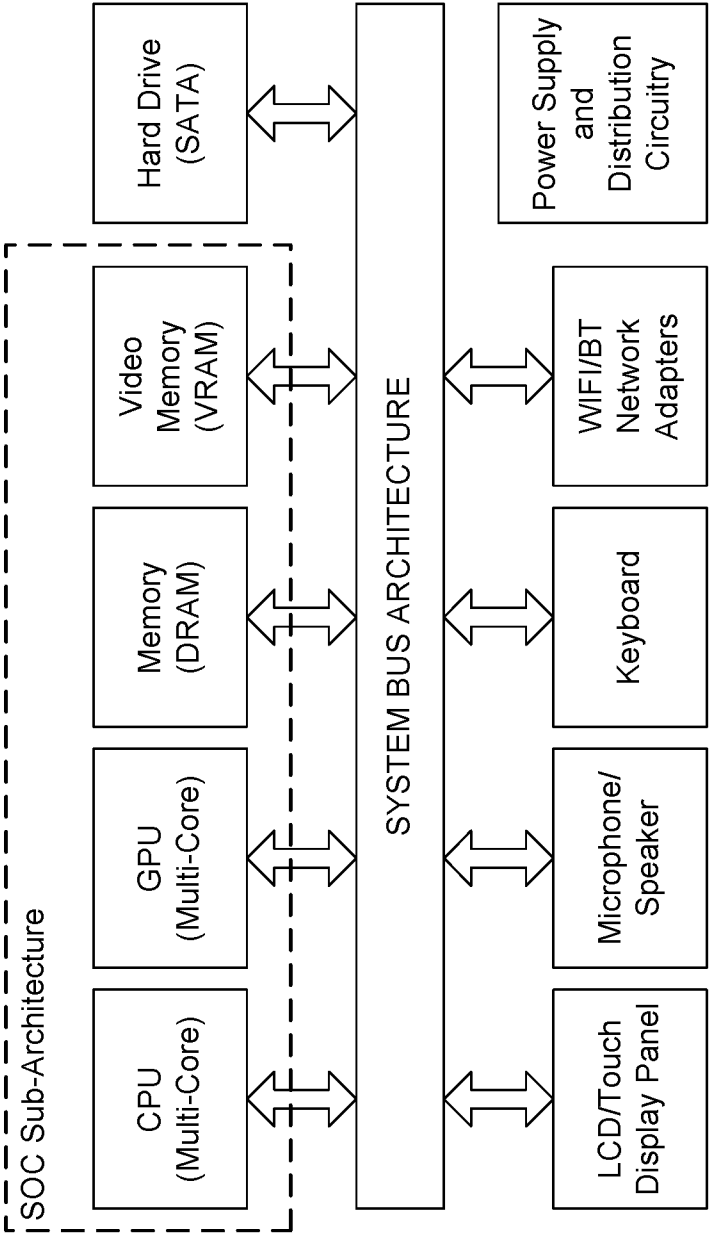 SOC Sub-Architecture
CPU
(Multi-Core)
GPU
(Multi-Core)
Memory
(DRAM)
Video
Memory
(VRAM)
Hard Drive
(SATA)
SYSTEM BUS ARCHITECTURE
LCD/Touch
Display Panel
Microphone/
Speaker
Keyboard
WIFI/BT
Network
Adapters
Power Supply
and
Distribution
Circuitry